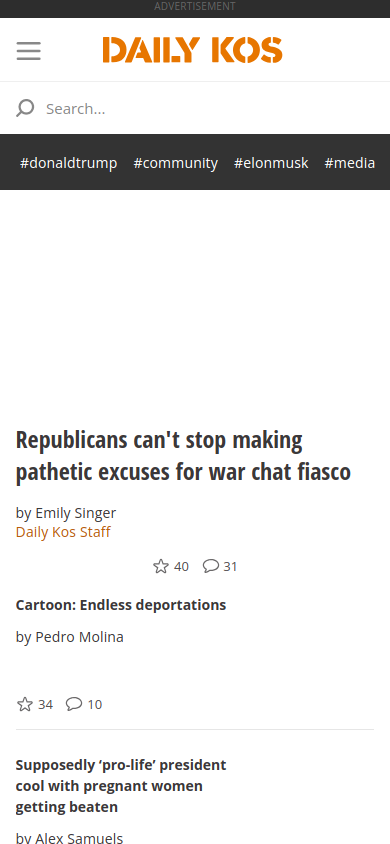 ADVERTISEMENT
DAILY KOS
Search...
#donaldtrump #community #elonmusk #media
Republicans can't stop making
pathetic excuses for war chat fiasco
by Emily Singer
Daily Kos Staff
40 31
Cartoon: Endless deportations
by Pedro Molina
34 10
Supposedly ‘pro-life’ president
cool with pregnant women
getting beaten
by Alex Samuels